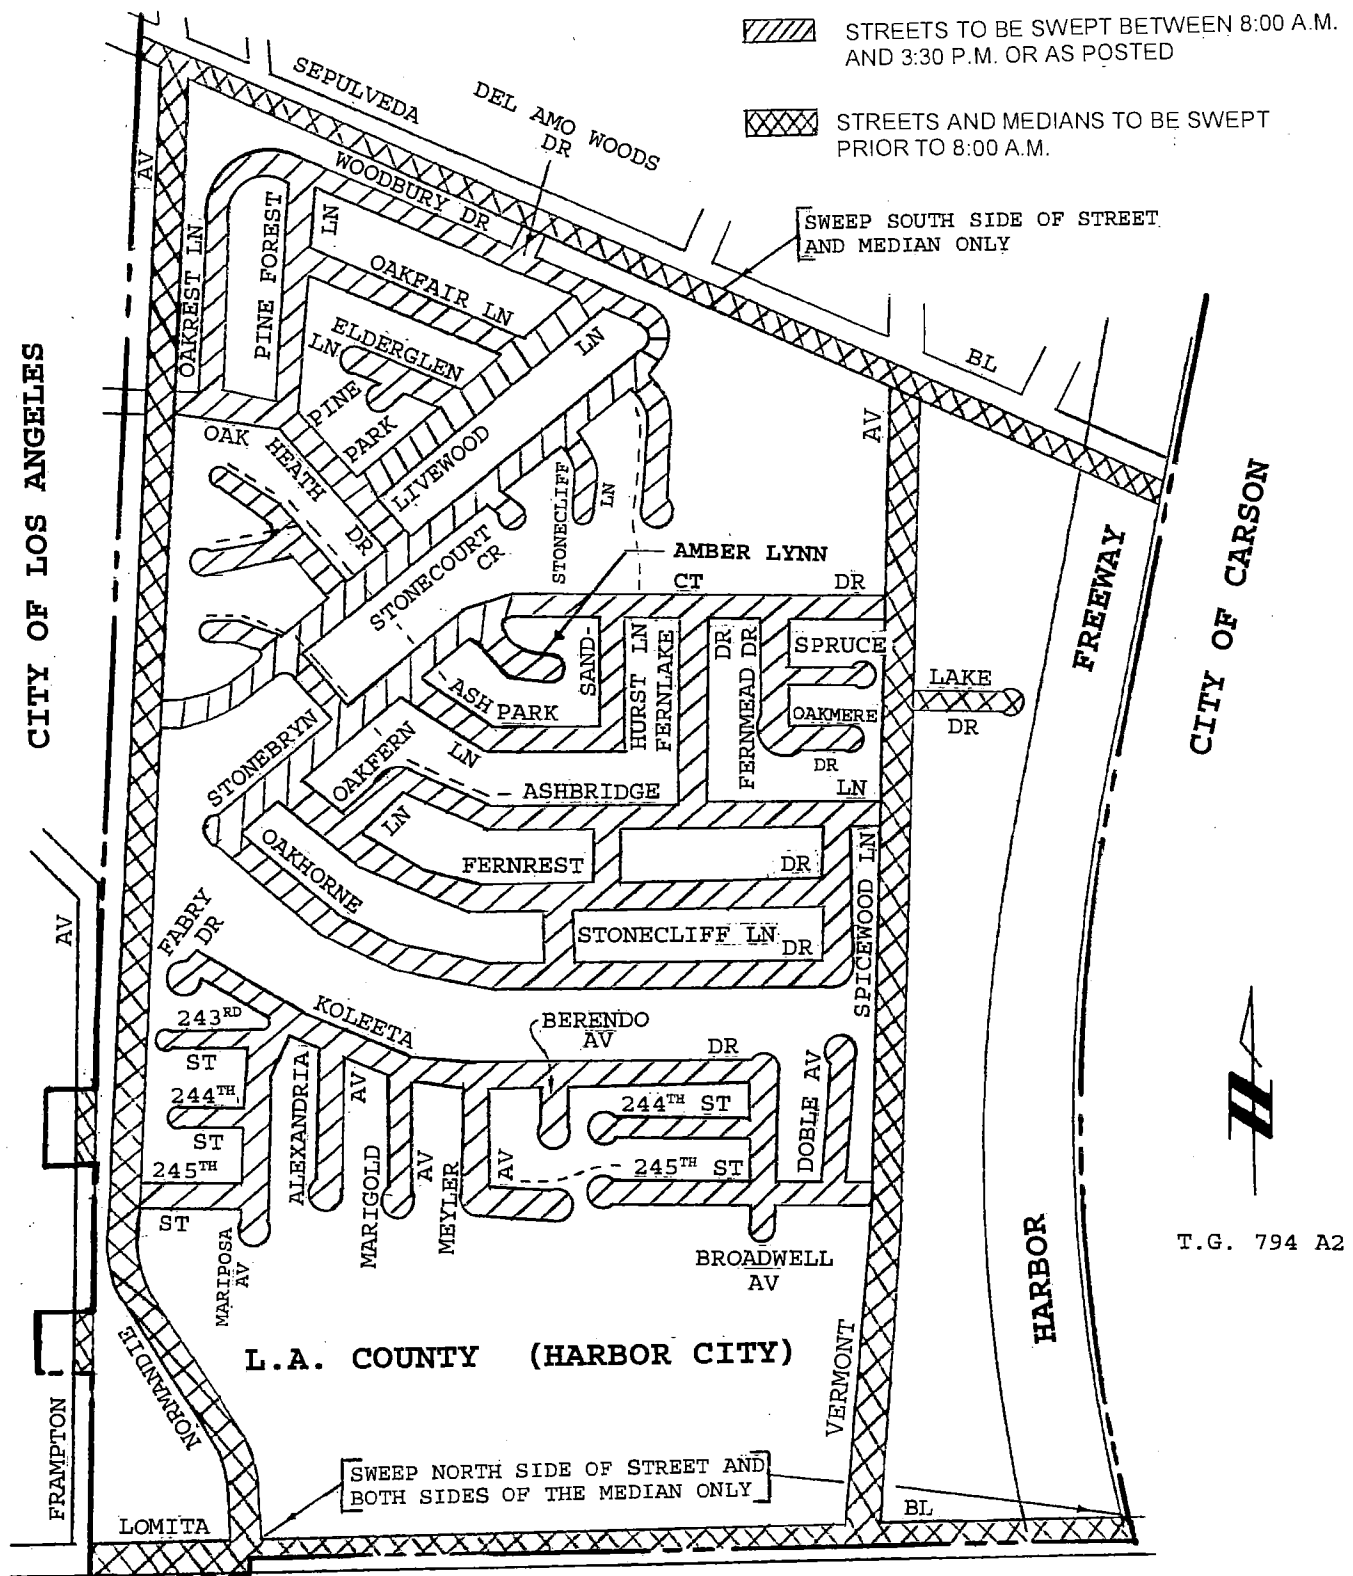 STREETS TO BE SWEPT BETWEEN 8:00 A.M.
AND 3:30 P.M. OR AS POSTED
STREETS AND MEDIANS TO BE SWEPT
PRIOR TO 8:00 A.M.
SEPULVEDA
DEL AMO WOODS
DR
SWEEP SOUTH SIDE OF STREET
AND MEDIAN ONLY
AV
WOODBURY DR
OAKREST LN
PINE FOREST
LN
OAKFAIR LN
ELDERGLEN
LN
LN
BL
PINE
PARK
OAK
HEATH
DR
LIVEWOOD
AV
STONECLIFF
LN
STONECOURT
CR
AMBER LYNN
CT
DR
CITY OF LOS ANGELES
CITY OF CARSON
FREEWAY
SAND-
HURST LN
FERNLAKE
DR
FERNMEAD DR
SPRUCE
LAKE
DR
ASH
PARK
LN
OAKMERE
DR
STONEBRYN
OAKFERN
LN
ASHBRIDGE
LN
OAKHORNE
FERNREST
DR
STONECLIFF LN
DR
SPICEWOOD LN
AV
FABRY
DR
KOLEETA
243RD
ST
BERENDO
AV
DR
244TH
ST
ALEXANDRIA
AV
MARIGOLD
AV
MEYLER
AV
244TH ST
DOBLE AV
245TH
ST
245TH ST
MARIPOSA
AV
BROADWELL
AV
T.G. 794 A2
HARBOR
L.A. COUNTY (HARBOR CITY)
NORMANDIE
VERMONT
FRAMPTON
SWEEP NORTH SIDE OF STREET AND
BOTH SIDES OF THE MEDIAN ONLY
LOMITA
BL